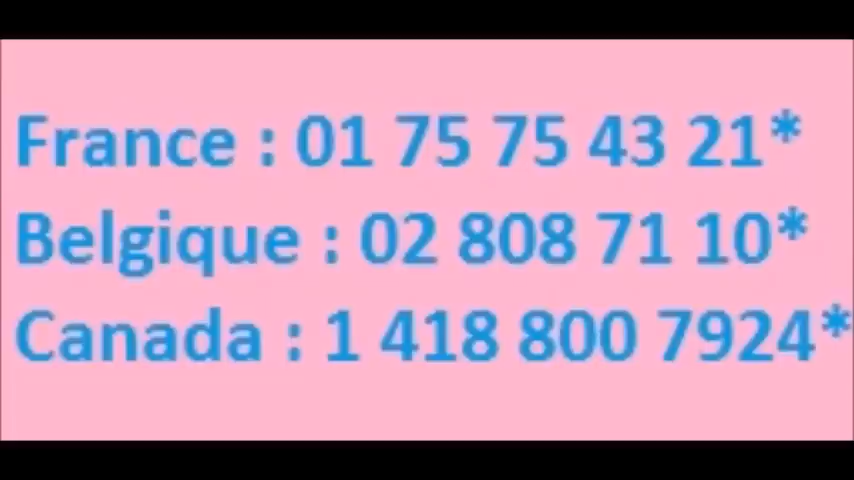 France : 01 75 75 43 21*
Belgique : 02 808 71 10*
Canada : 1 418 800 7924*